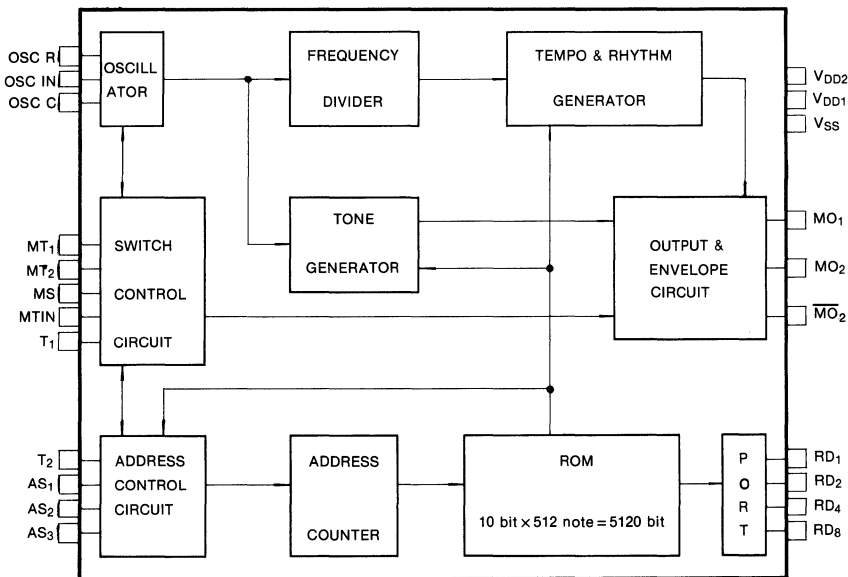 OSC R
OSC IN
OSC C
OSCILL
ATOR
FREQUENCY
DIVIDER
TEMPO & RHYTHM
GENERATOR
VDD2
VDD1
VSS
MT1
MT2
MS
MTIN
T1
SWITCH
CONTROL
CIRCUIT
TONE
GENERATOR
OUTPUT &
ENVELOPE
CIRCUIT
MO1
MO2
M̅O̅2
T2
AS1
AS2
AS3
ADDRESS
CONTROL
CIRCUIT
ADDRESS
COUNTER
ROM
10 bit × 512 note = 5120 bit
P
O
R
T
RD1
RD2
RD4
RD8